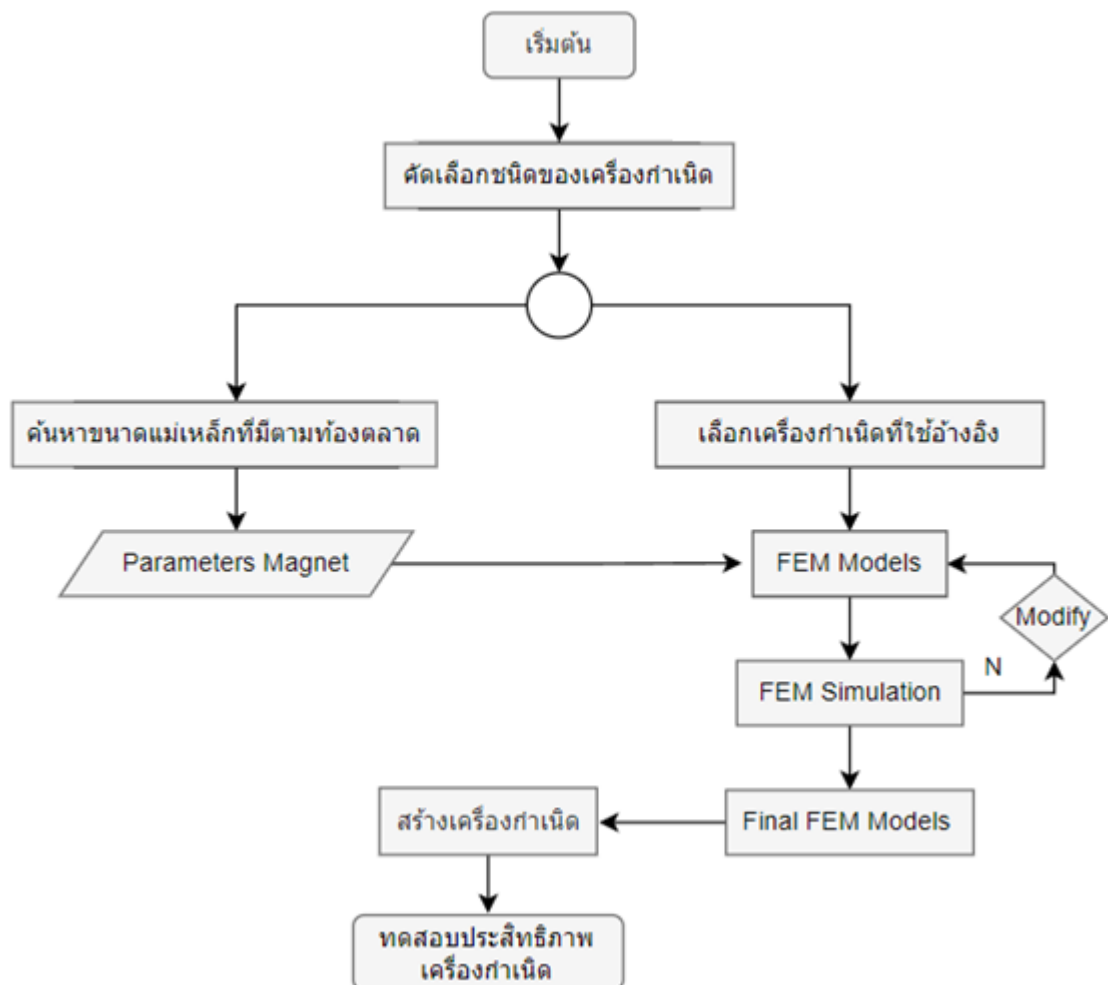 เริ่มต้น
คัดเลือกชนิดของเครื่องกำเนิด
ค้นหาขนาดแม่เหล็กที่มีตามท้องตลาด
เลือกเครื่องกำเนิดที่ใช้อ้างอิง
Parameters Magnet
FEM Models
Modify
N
FEM Simulation
สร้างเครื่องกำเนิด
Final FEM Models
ทดสอบประสิทธิภาพ
เครื่องกำเนิด